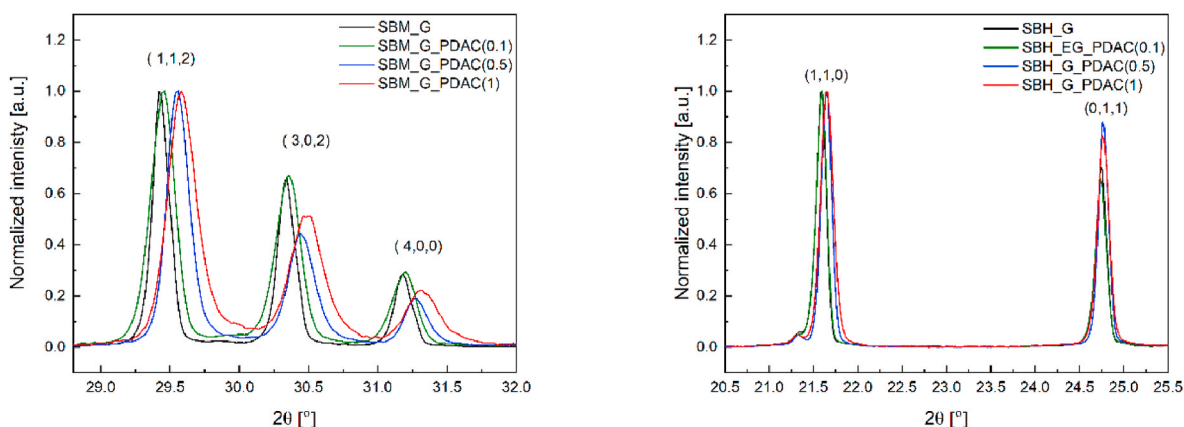 SBM_G
SBM_G_PDAC(0.1)
SBM_G_PDAC(0.5)
SBM_G_PDAC(1)
( 1,1,2)
( 3,0,2)
( 4,0,0)
1.2
1.0
0.8
0.6
0.4
0.2
0.0
Normalized intenisty [a.u.]
29.0 29.5 30.0 30.5 31.0 31.5 32.0
2θ [°]
SBH_G
SBH_EG_PDAC(0.1)
SBH_G_PDAC(0.5)
SBH_G_PDAC(1)
(1,1,0)
(0,1,1)
1.2
1.0
0.8
0.6
0.4
0.2
0.0
Normalized intensity [a.u.]
20.5 21.0 21.5 22.0 22.5 23.0 23.5 24.0 24.5 25.0 25.5
2θ [°]